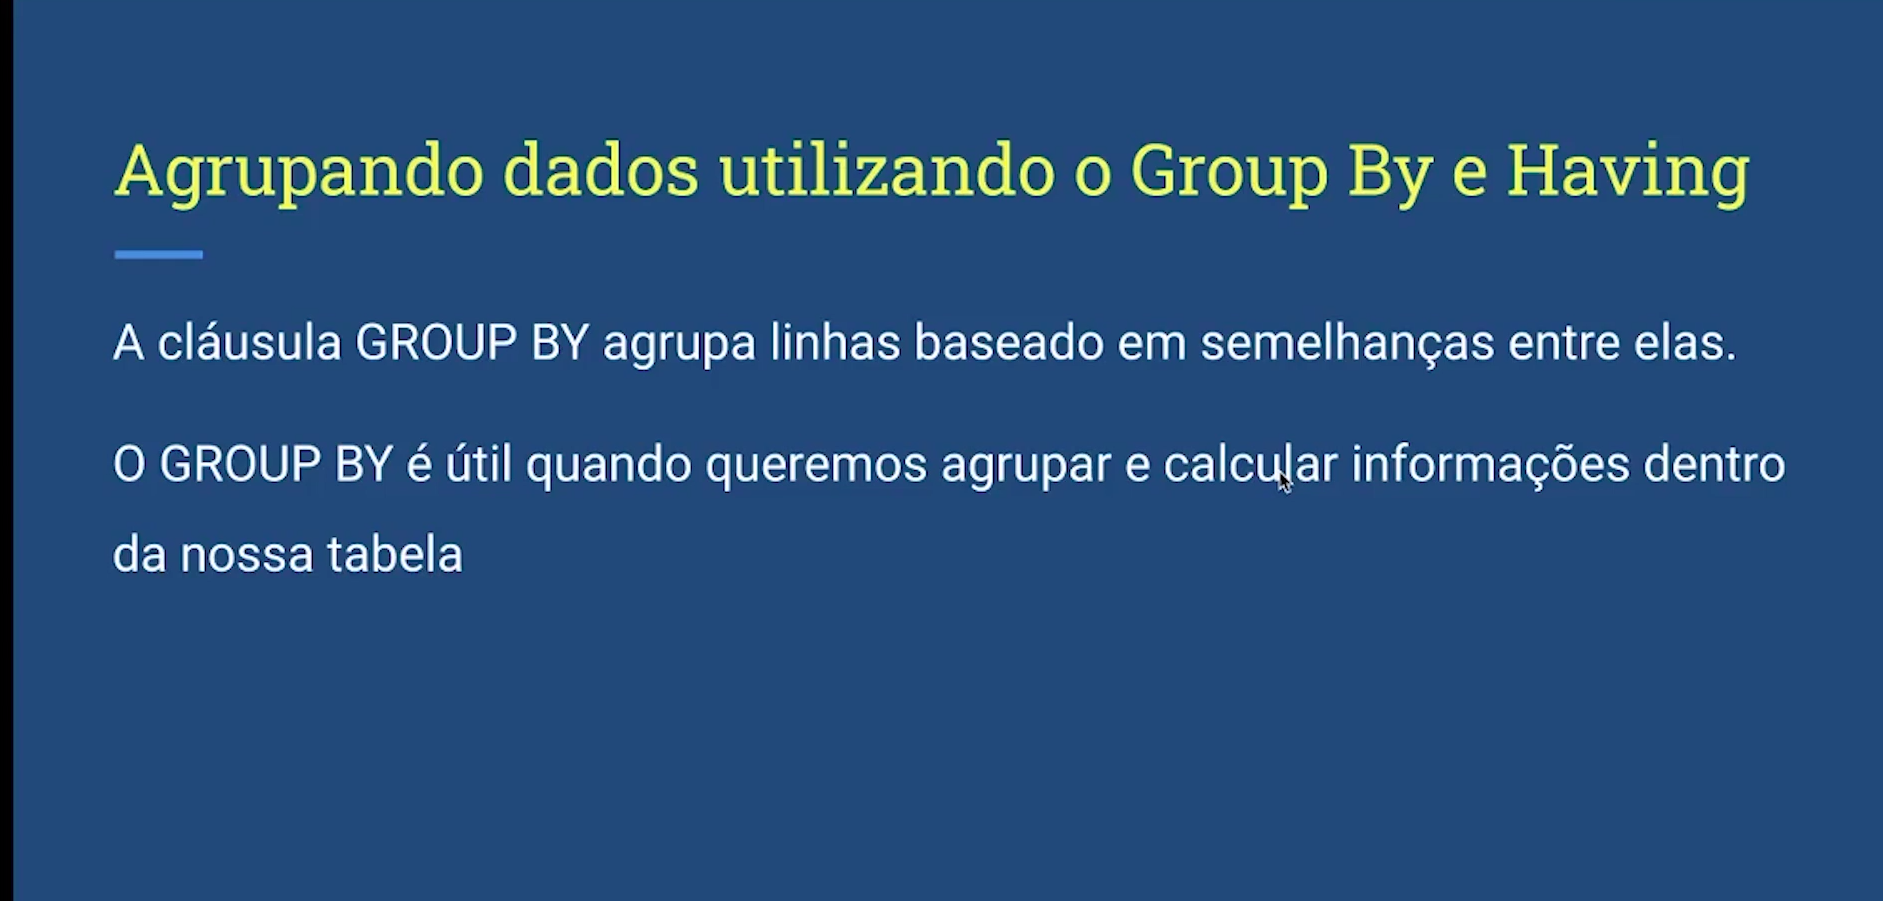 Agrupando dados utilizando o Group By e Having
A cláusula GROUP BY agrupa linhas baseado em semelhanças entre elas.
O GROUP BY é útil quando queremos agrupar e calcular informações dentro
da nossa tabela